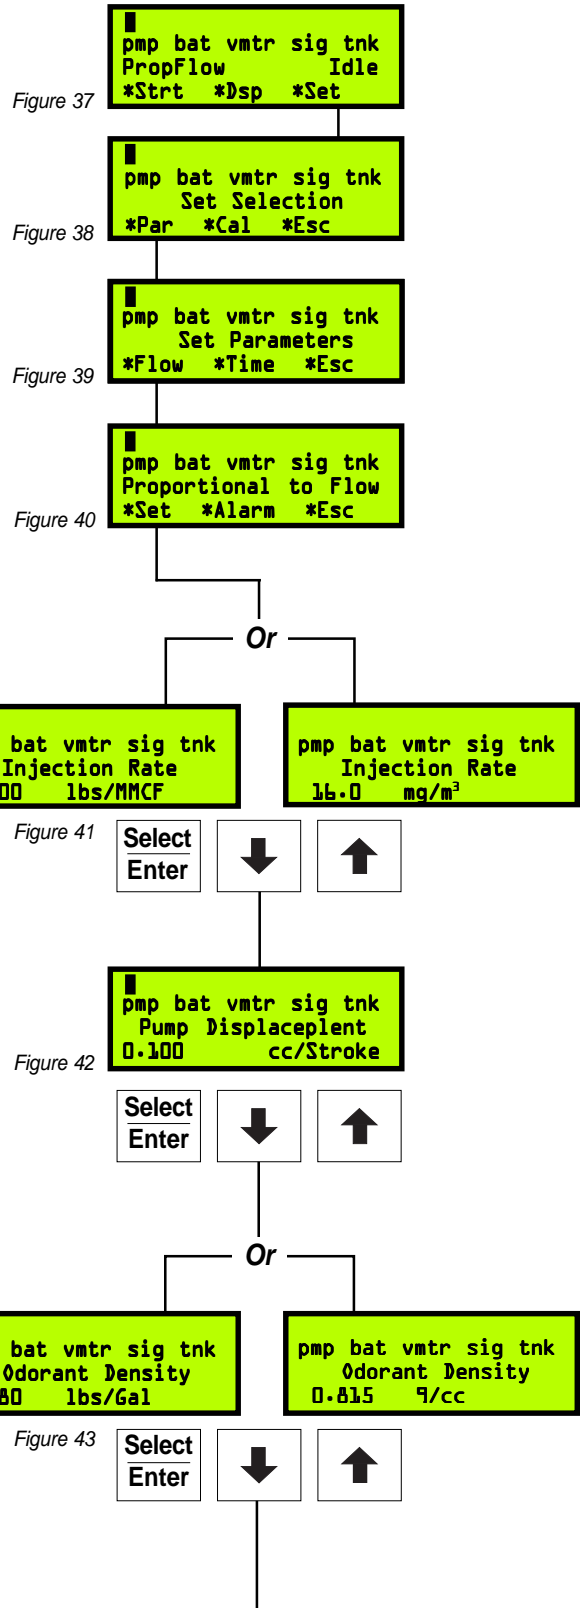 pmp bat vmtr sig tnk
PropFlow Idle
*Strt *Dsp *Set
Figure 37
pmp bat vmtr sig tnk
Set Selection
*Par *Cal *Esc
Figure 38
pmp bat vmtr sig tnk
Set Parameters
*Flow *Time *Esc
Figure 39
pmp bat vmtr sig tnk
Proportional to Flow
*Set *Alarm *Esc
Figure 40
Or
bat vmtr sig tnk
Injection Rate
lbs/MMCF
pmp bat vmtr sig tnk
Injection Rate
16.0 mg/m³
Figure 41
Select
Enter
pmp bat vmtr sig tnk
Pump Displaceplent
0.100 cc/Stroke
Figure 42
Select
Enter
Or
bat vmtr sig tnk
Odorant Density
80 lbs/Gal
pmp bat vmtr sig tnk
Odorant Density
0.815 q/cc
Figure 43
Select
Enter